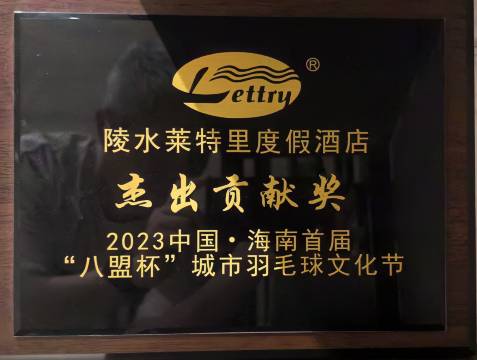 Lettry®
陵水莱特里度假酒店
杰出贡献奖
2023中国·海南首届
“八盟杯”城市羽毛球文化节